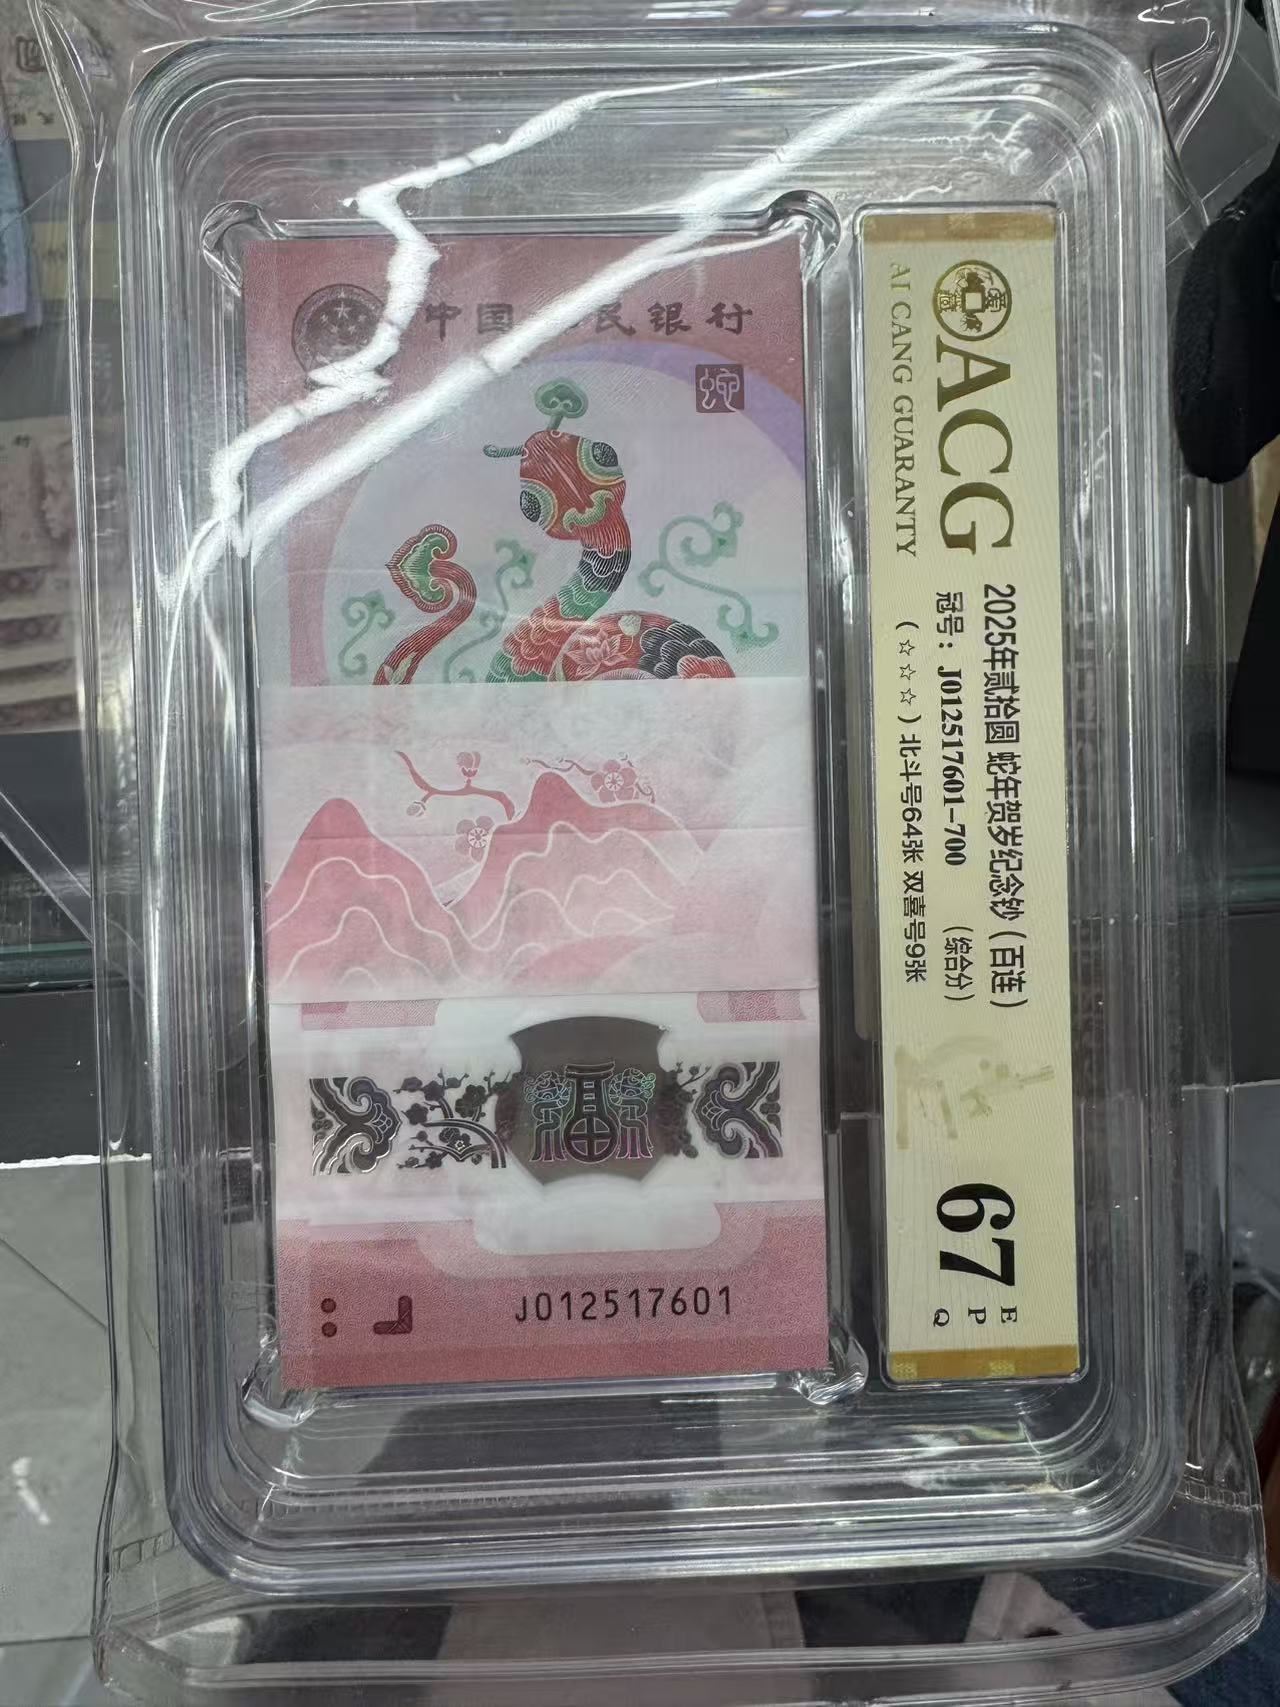 中国 民银行
蛇
福
J012517601
ACG
AI CANG GUARANTY
2025年贰拾圆 蛇年贺岁纪念钞（百连）
冠号：J012517601-700 （综合分）
（☆☆☆）北斗号64张 双喜号9张
67
E
P
Q